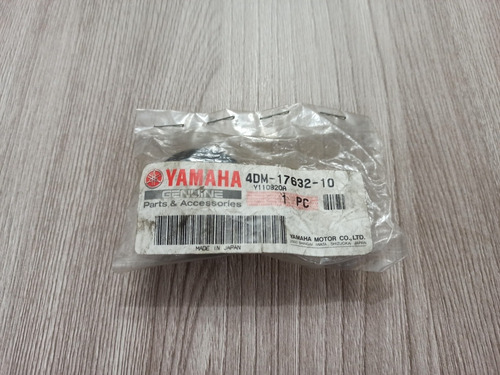 YAMAHA
GENUINE
Parts & Accessories
4DM-17632-10
Y110820A
1 PC
MADE IN JAPAN
YAMAHA MOTOR CO., LTD.